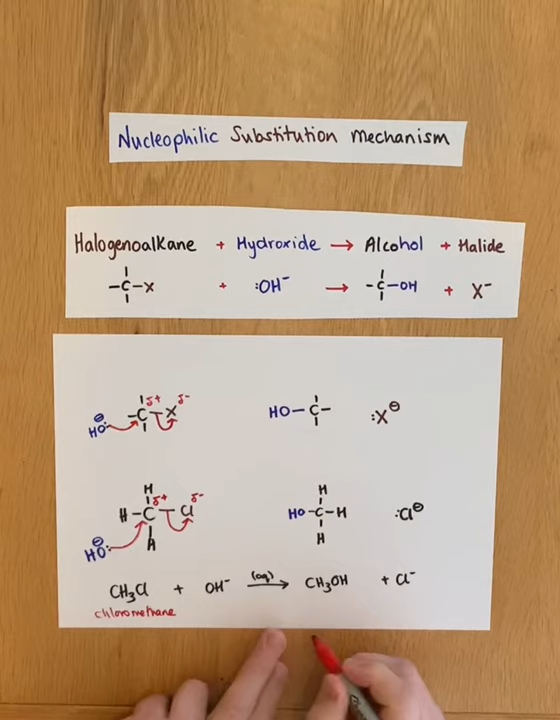 Nucleophilic Substitution mechanism
Halogenoalkane + Hydroxide → Alcohol + Halide
–C–X + :OH⁻ → –C–OH + X⁻
δ+ δ-
HO:⊖ –C–X HO–C– :X⊖
H H
δ+ δ-
H–C–Cl HO–C–H :Cl⊖
HO:⊖ H H
CH₃Cl + OH⁻ (aq)→ CH₃OH + Cl⁻
chloromethane